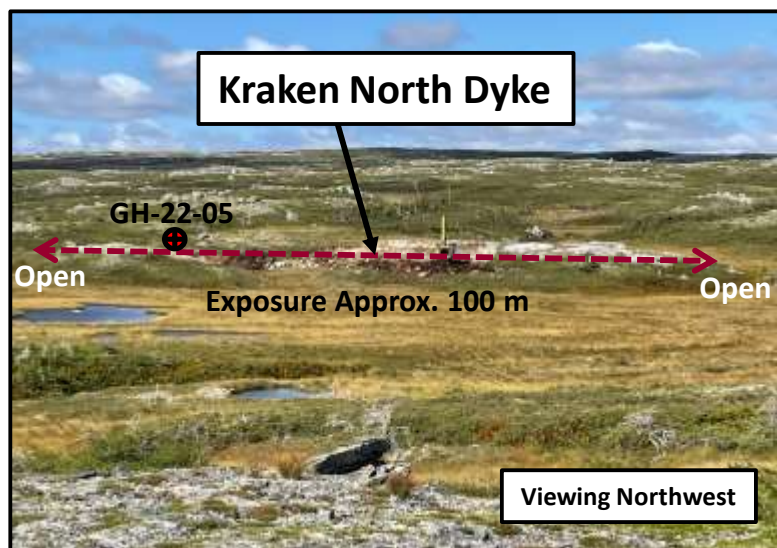 Kraken North Dyke
GH-22-05
Open
Open
Exposure Approx. 100 m
Viewing Northwest